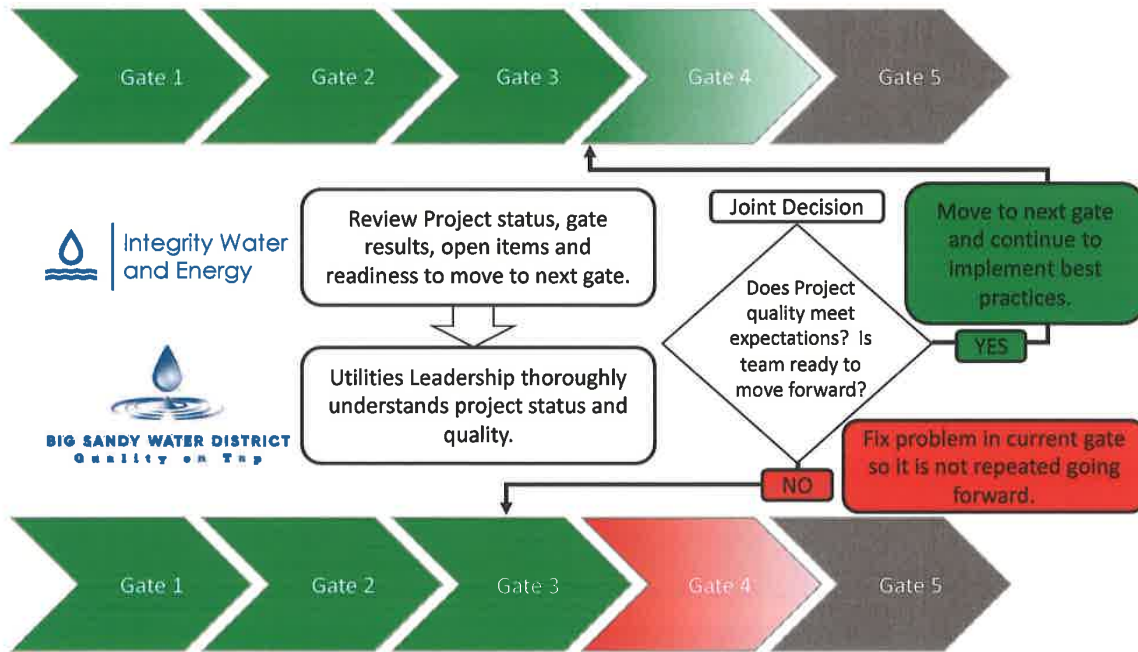 Gate 1
Gate 2
Gate 3
Gate 4
Gate 5
Integrity Water
and Energy
Review Project status, gate
results, open items and
readiness to move to next gate.
Joint Decision
Move to next gate
and continue to
implement best
practices.
Does Project
quality meet
expectations? Is
team ready to
move forward?
YES
BIG SANDY WATER DISTRICT
Quality on Tap
Utilities Leadership thoroughly
understands project status and
quality.
Fix problem in current gate
so it is not repeated going
forward.
NO
Gate 1
Gate 2
Gate 3
Gate 4
Gate 5